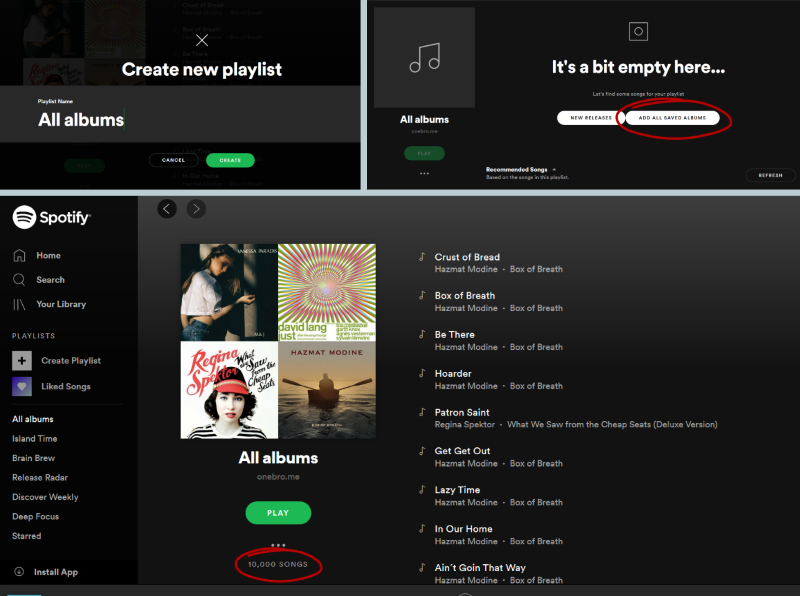 Create new playlist
Playlist Name
All albums
CANCEL
CREATE
It's a bit empty here...
Let's find some songs for your playlist
NEW RELEASES
ADD ALL SAVED ALBUMS
All albums
onebro.me
PLAY
Recommended Songs
Based on the songs in this playlist.
REFRESH
Spotify
Home
Search
Your Library
PLAYLISTS
Create Playlist
Liked Songs
All albums
Island Time
Brain Brew
Release Radar
Discover Weekly
Deep Focus
Starred
Install App
VANESSA PARADIS
david lang
just
Regina Spektor
What We Saw from the Cheap Seats
HAZMAT MODINE
BOX OF BREATH
All albums
onebro.me
PLAY
10,000 SONGS
Crust of Bread
Hazmat Modine • Box of Breath
Box of Breath
Hazmat Modine • Box of Breath
Be There
Hazmat Modine • Box of Breath
Hoarder
Hazmat Modine • Box of Breath
Patron Saint
Regina Spektor • What We Saw from the Cheap Seats (Deluxe Version)
Get Get Out
Hazmat Modine • Box of Breath
Lazy Time
Hazmat Modine • Box of Breath
In Our Home
Hazmat Modine • Box of Breath
Ain´t Goin That Way
Hazmat Modine • Box of Breath